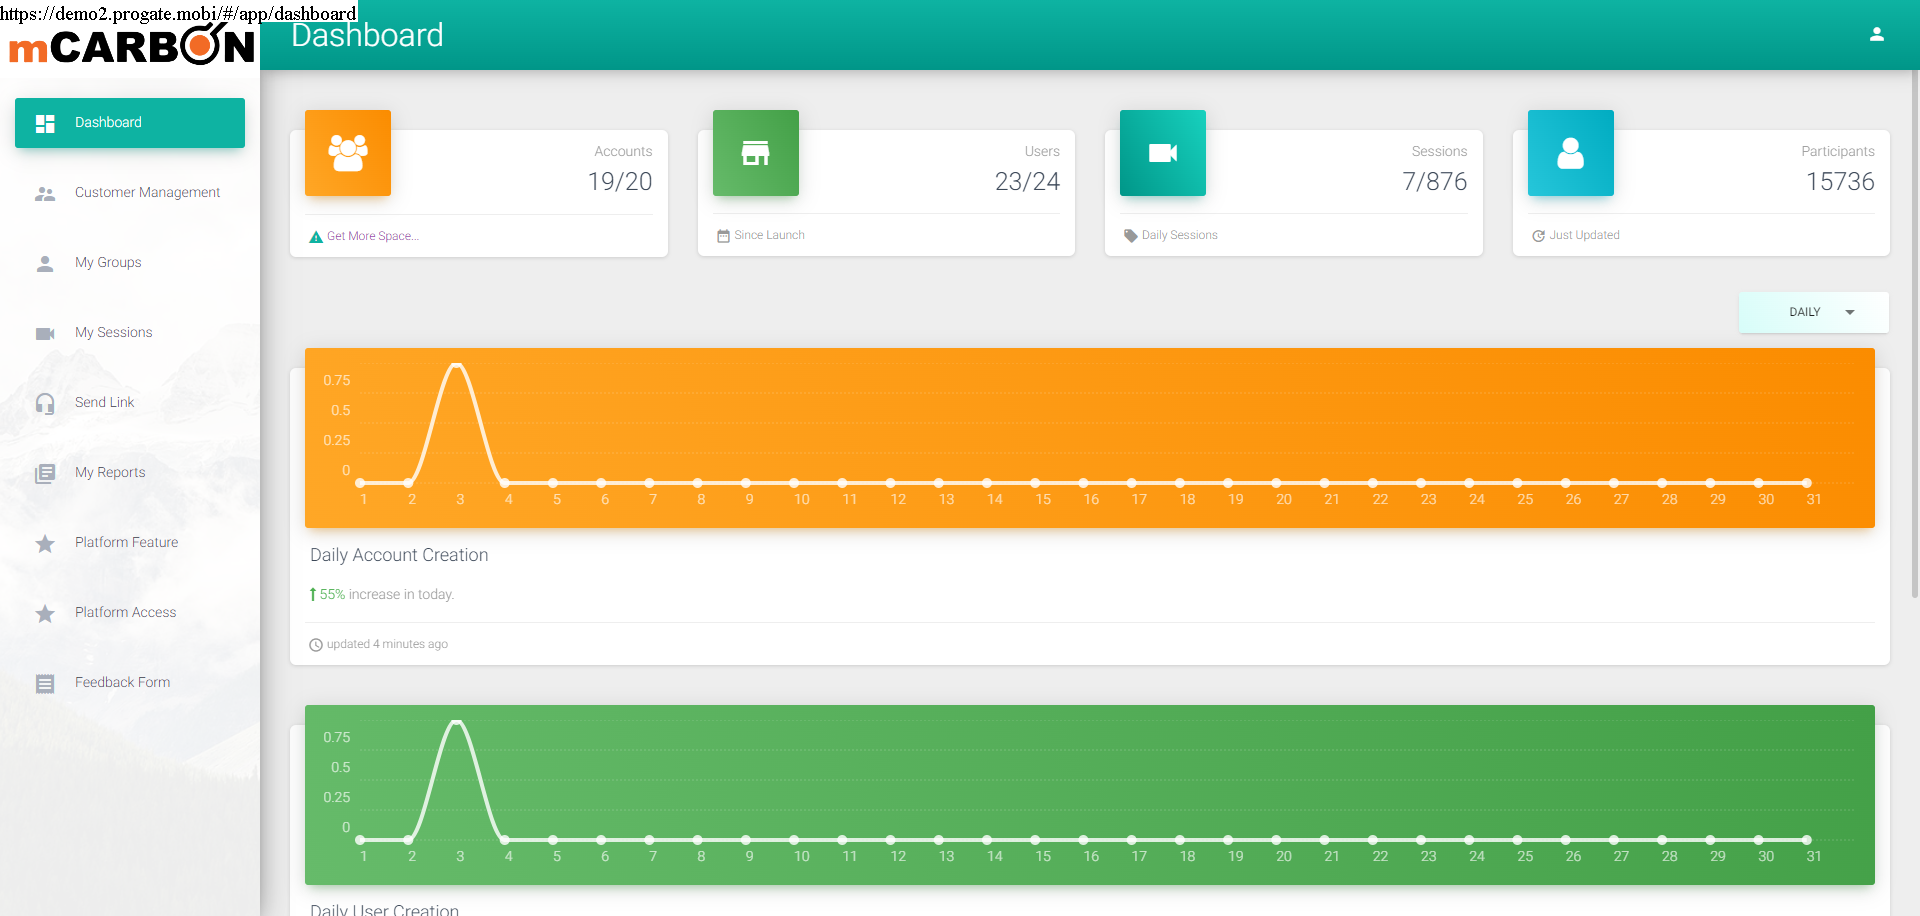 https://demo2.progate.mobi/#/app/dashboard
mCARBON
Dashboard
Dashboard
Customer Management
My Groups
My Sessions
Send Link
My Reports
Platform Feature
Platform Access
Feedback Form
Accounts
19/20
Get More Space...
Users
23/24
Since Launch
Sessions
7/876
Daily Sessions
Participants
15736
Just Updated
DAILY
0.75
0.5
0.25
0
1 2 3 4 5 6 7 8 9 10 11 12 13 14 15 16 17 18 19 20 21 22 23 24 25 26 27 28 29 30 31
Daily Account Creation
55% increase in today.
updated 4 minutes ago
0.75
0.5
0.25
0
1 2 3 4 5 6 7 8 9 10 11 12 13 14 15 16 17 18 19 20 21 22 23 24 25 26 27 28 29 30 31
Daily User Creation